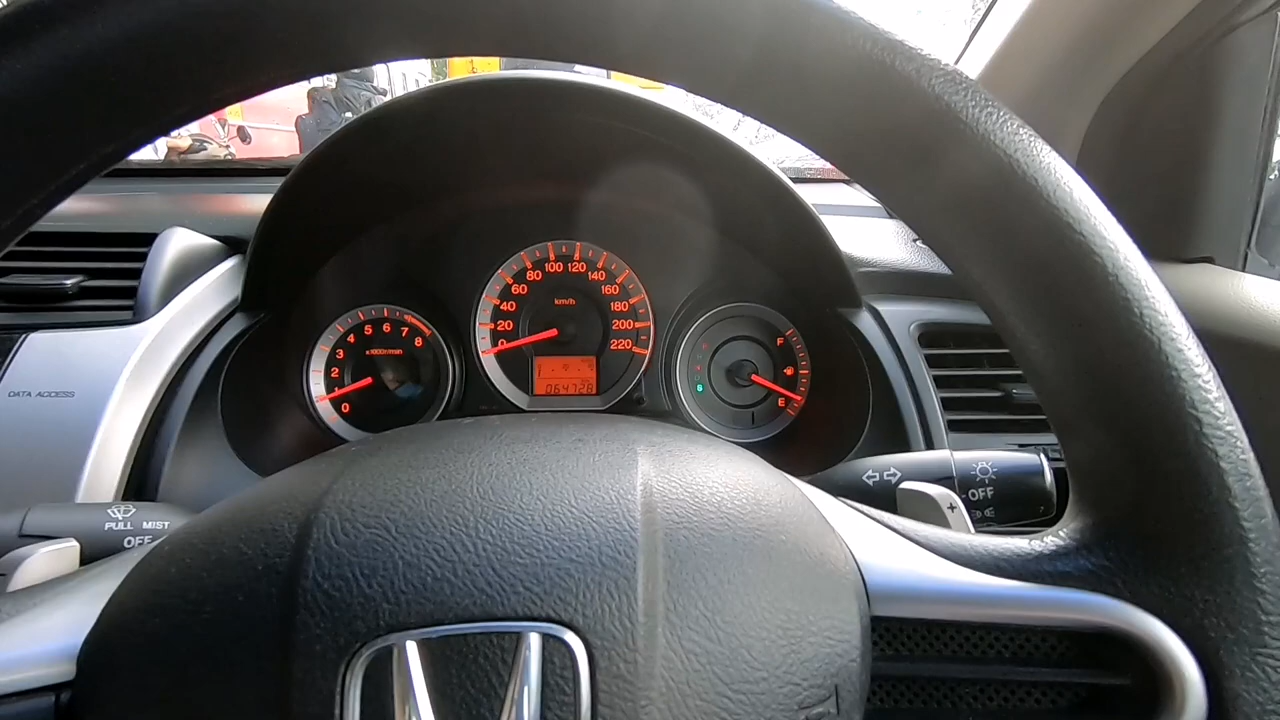 DATA ACCESS
0 1 2 3 4 5 6 7 8
x1000r/min
0 20 40 60 80 100 120 140 160 180 200 220
km/h
064728
F
E
PULL MIST
OFF
OFF
+